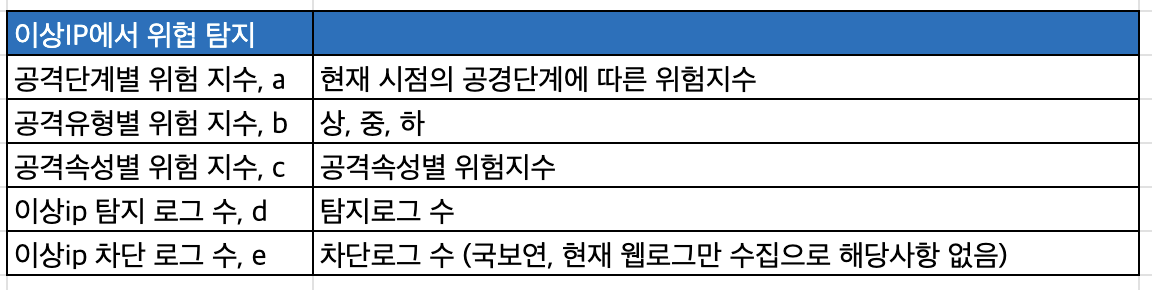 이상IP에서 위협 탐지
공격단계별 위험 지수, a 현재 시점의 공경단계에 따른 위험지수
공격유형별 위험 지수, b 상, 중, 하
공격속성별 위험 지수, c 공격속성별 위험지수
이상ip 탐지 로그 수, d 탐지로그 수
이상ip 차단 로그 수, e 차단로그 수 (국보연, 현재 웹로그만 수집으로 해당사항 없음)